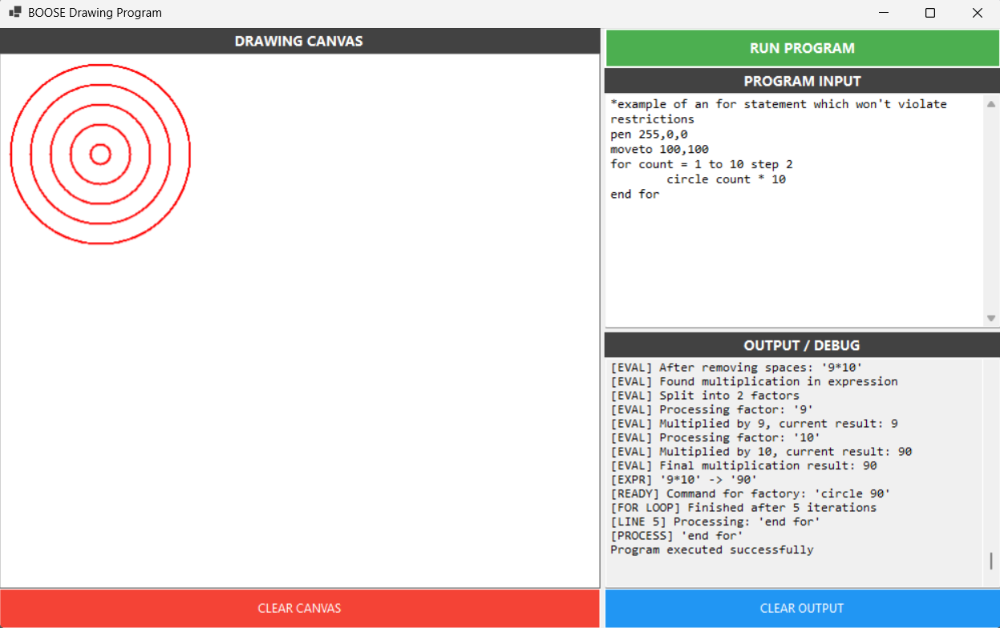 BOOSE Drawing Program
DRAWING CANVAS
RUN PROGRAM
PROGRAM INPUT
*example of an for statement which won't violate
restrictions
pen 255,0,0
moveto 100,100
for count = 1 to 10 step 2
circle count * 10
end for
OUTPUT / DEBUG
[EVAL] After removing spaces: '9*10'
[EVAL] Found multiplication in expression
[EVAL] Split into 2 factors
[EVAL] Processing factor: '9'
[EVAL] Multiplied by 9, current result: 9
[EVAL] Processing factor: '10'
[EVAL] Multiplied by 10, current result: 90
[EVAL] Final multiplication result: 90
[EXPR] '9*10' -> '90'
[READY] Command for factory: 'circle 90'
[FOR LOOP] Finished after 5 iterations
[LINE 5] Processing: 'end for'
[PROCESS] 'end for'
Program executed successfully
CLEAR CANVAS
CLEAR OUTPUT